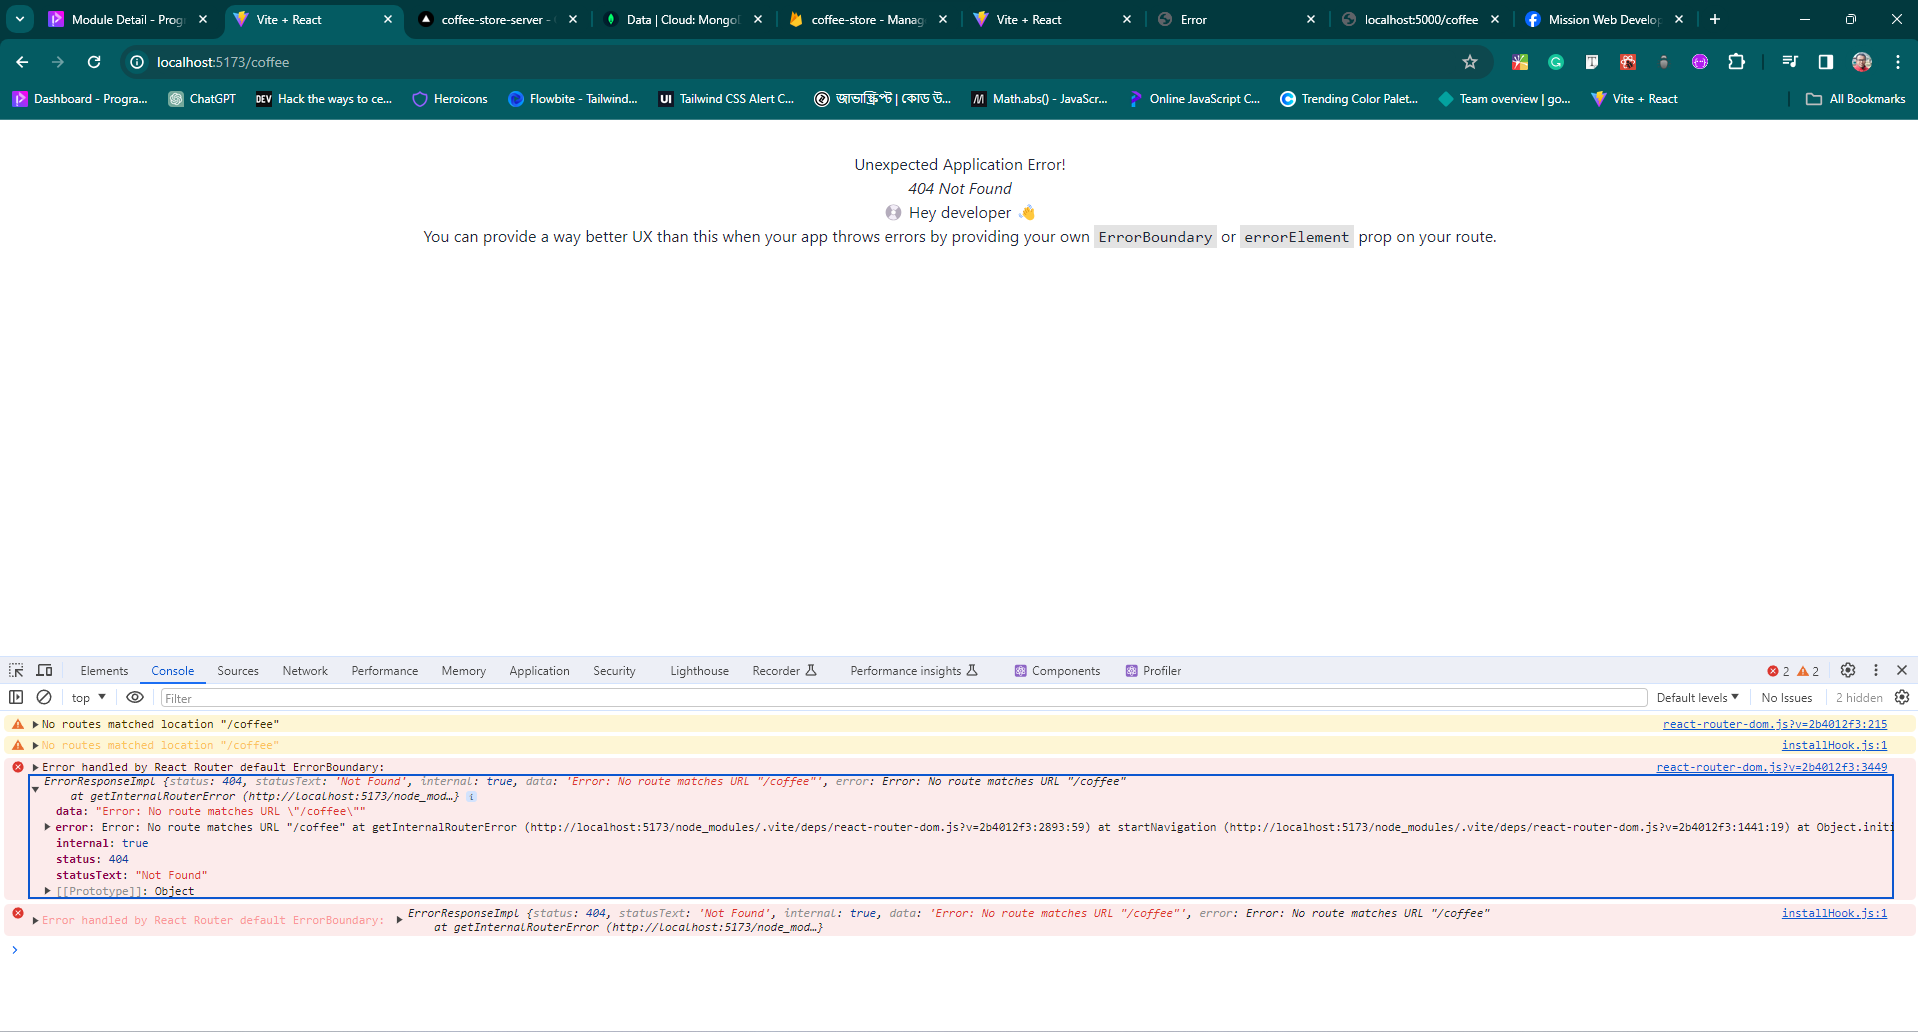 Module Detail - Progr
Vite + React
coffee-store-server -
Data | Cloud: Mongo
coffee-store - Manag
Vite + React
Error
localhost:5000/coffee
Mission Web Develop
localhost:5173/coffee
Dashboard - Progra...
ChatGPT
DEV Hack the ways to ce...
Heroicons
Flowbite - Tailwind...
UI Tailwind CSS Alert C...
জাভাস্ক্রিপ্ট | কোড উ...
Math.abs() - JavaScr...
Online JavaScript C...
Trending Color Palet...
Team overview | go...
Vite + React
All Bookmarks
Unexpected Application Error!
404 Not Found
💿 Hey developer 👋
You can provide a way better UX than this when your app throws errors by providing your own ErrorBoundary or errorElement prop on your route.
Elements Console Sources Network Performance Memory Application Security Lighthouse Recorder Performance insights Components Profiler 2 2
top Filter Default levels No Issues 2 hidden
No routes matched location "/coffee" react-router-dom.js?v=2b4012f3:215
No routes matched location "/coffee" installHook.js:1
Error handled by React Router default ErrorBoundary: react-router-dom.js?v=2b4012f3:3449
ErrorResponseImpl {status: 404, statusText: 'Not Found', internal: true, data: 'Error: No route matches URL "/coffee"', error: Error: No route matches URL "/coffee"
at getInternalRouterError (http://localhost:5173/node_mod…}
data: "Error: No route matches URL \"/coffee\""
error: Error: No route matches URL "/coffee" at getInternalRouterError (http://localhost:5173/node_modules/.vite/deps/react-router-dom.js?v=2b4012f3:2893:59) at startNavigation (http://localhost:5173/node_modules/.vite/deps/react-router-dom.js?v=2b4012f3:1441:19) at Object.initi
internal: true
status: 404
statusText: "Not Found"
[[Prototype]]: Object
Error handled by React Router default ErrorBoundary: ErrorResponseImpl {status: 404, statusText: 'Not Found', internal: true, data: 'Error: No route matches URL "/coffee"', error: Error: No route matches URL "/coffee" installHook.js:1
at getInternalRouterError (http://localhost:5173/node_mod…}